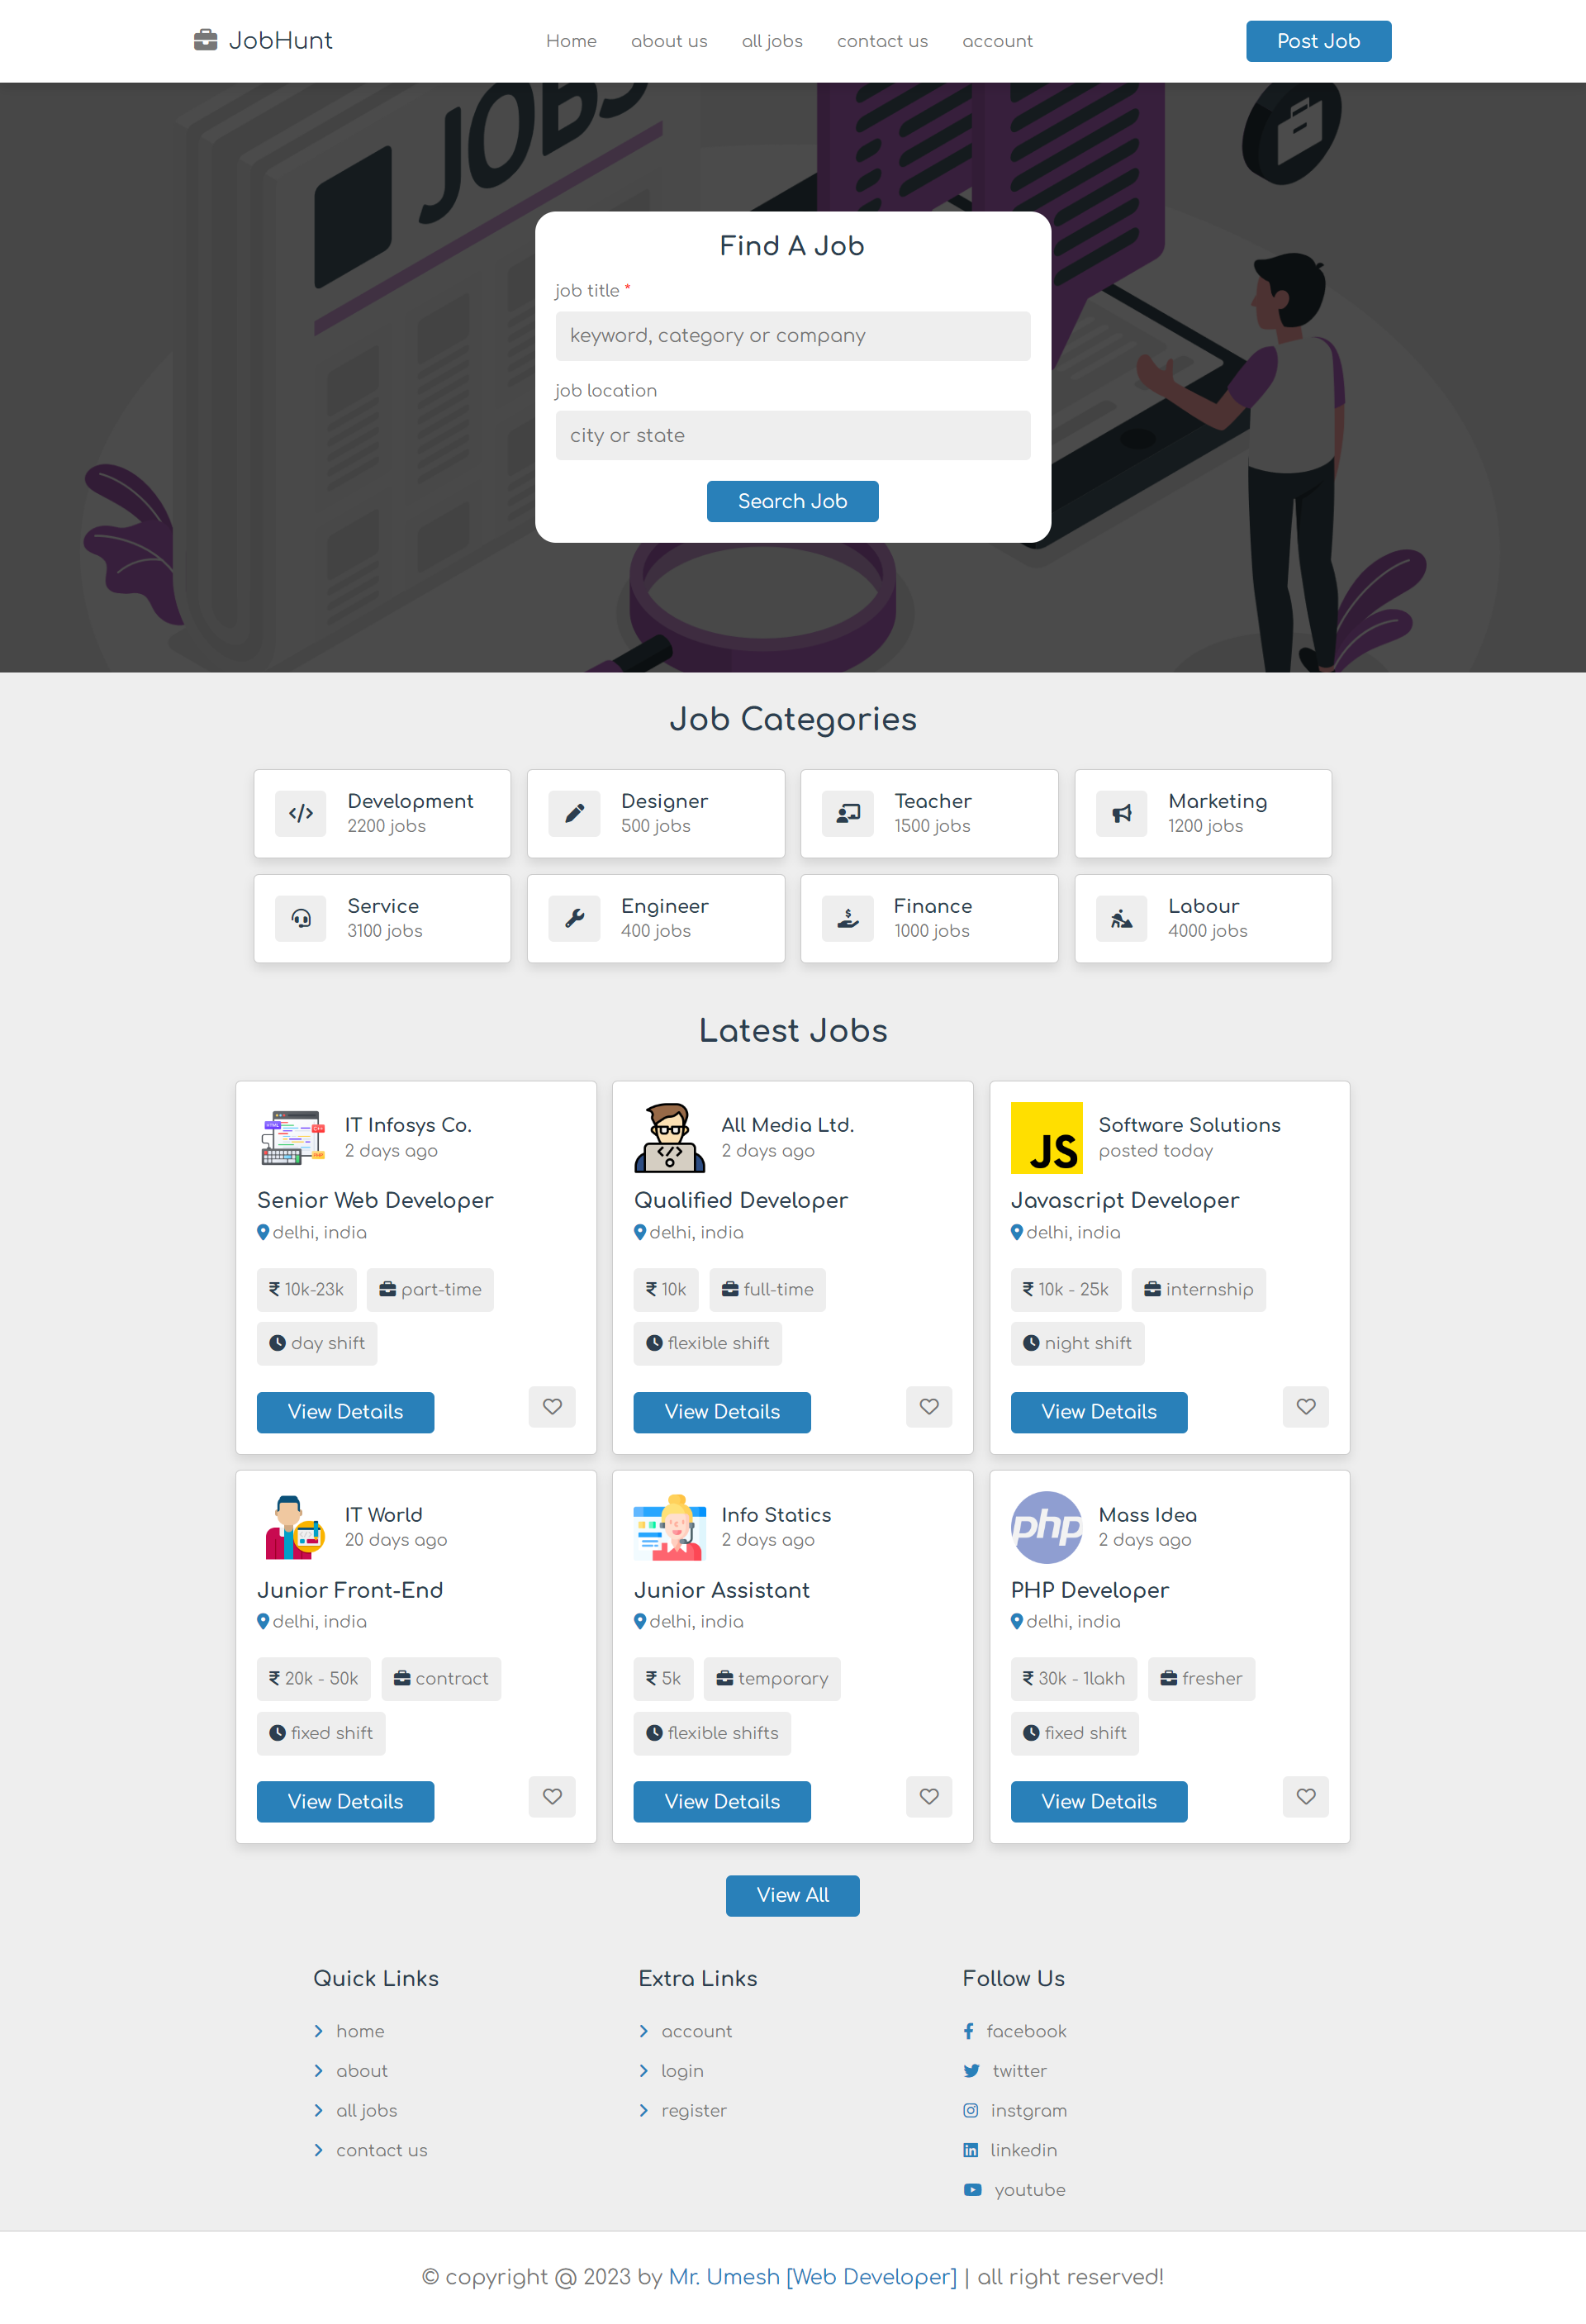 JobHunt
Home about us all jobs contact us account
Post Job
JOBS
Find A Job
job title *
keyword, category or company
job location
city or state
Search Job
Job Categories
Development
2200 jobs
Designer
500 jobs
Teacher
1500 jobs
Marketing
1200 jobs
Service
3100 jobs
Engineer
400 jobs
Finance
1000 jobs
Labour
4000 jobs
Latest Jobs
IT Infosys Co.
2 days ago
Senior Web Developer
delhi, india
₹ 10k-23k
part-time
day shift
View Details
All Media Ltd.
2 days ago
Qualified Developer
delhi, india
₹ 10k
full-time
flexible shift
View Details
JS
Software Solutions
posted today
Javascript Developer
delhi, india
₹ 10k - 25k
internship
night shift
View Details
IT World
20 days ago
Junior Front-End
delhi, india
₹ 20k - 50k
contract
fixed shift
View Details
Info Statics
2 days ago
Junior Assistant
delhi, india
₹ 5k
temporary
flexible shifts
View Details
php
Mass Idea
2 days ago
PHP Developer
delhi, india
₹ 30k - 1lakh
fresher
fixed shift
View Details
View All
Quick Links
home
about
all jobs
contact us
Extra Links
account
login
register
Follow Us
facebook
twitter
instgram
linkedin
youtube
© copyright @ 2023 by Mr. Umesh [Web Developer] | all right reserved!